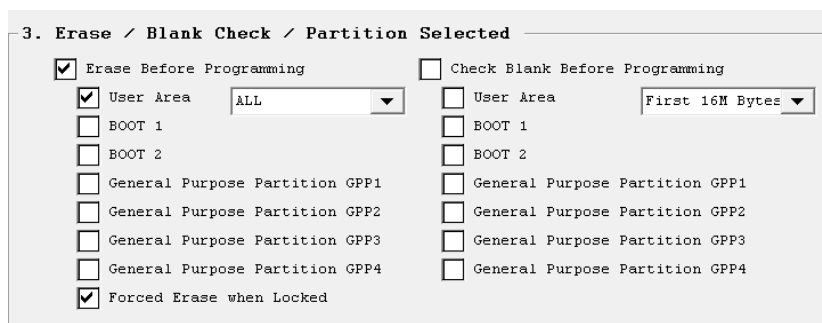 3. Erase / Blank Check / Partition Selected
Erase Before Programming
User Area ALL
BOOT 1
BOOT 2
General Purpose Partition GPP1
General Purpose Partition GPP2
General Purpose Partition GPP3
General Purpose Partition GPP4
Forced Erase when Locked
Check Blank Before Programming
User Area First 16M Bytes
BOOT 1
BOOT 2
General Purpose Partition GPP1
General Purpose Partition GPP2
General Purpose Partition GPP3
General Purpose Partition GPP4